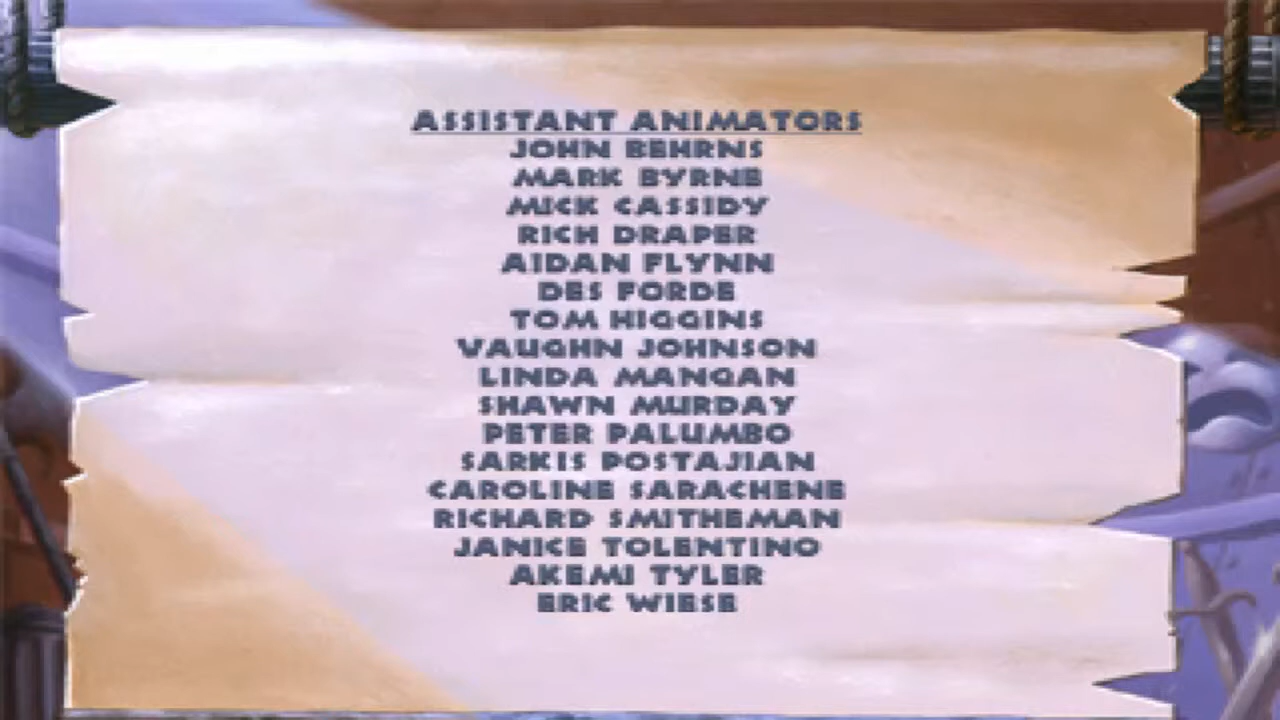 ASSISTANT ANIMATORS
JOHN BEHRNS
MARK BYRNE
MICK CASSIDY
RICH DRAPER
AIDAN FLYNN
DES FORDE
TOM HIGGINS
VAUGHN JOHNSON
LINDA MANGAN
SHAWN MURDAY
PETER PALUMBO
SARKIS POSTAJIAN
CAROLINE SARACHENE
RICHARD SMITHEMAN
JANICE TOLENTINO
AKEMI TYLER
ERIC WIESE